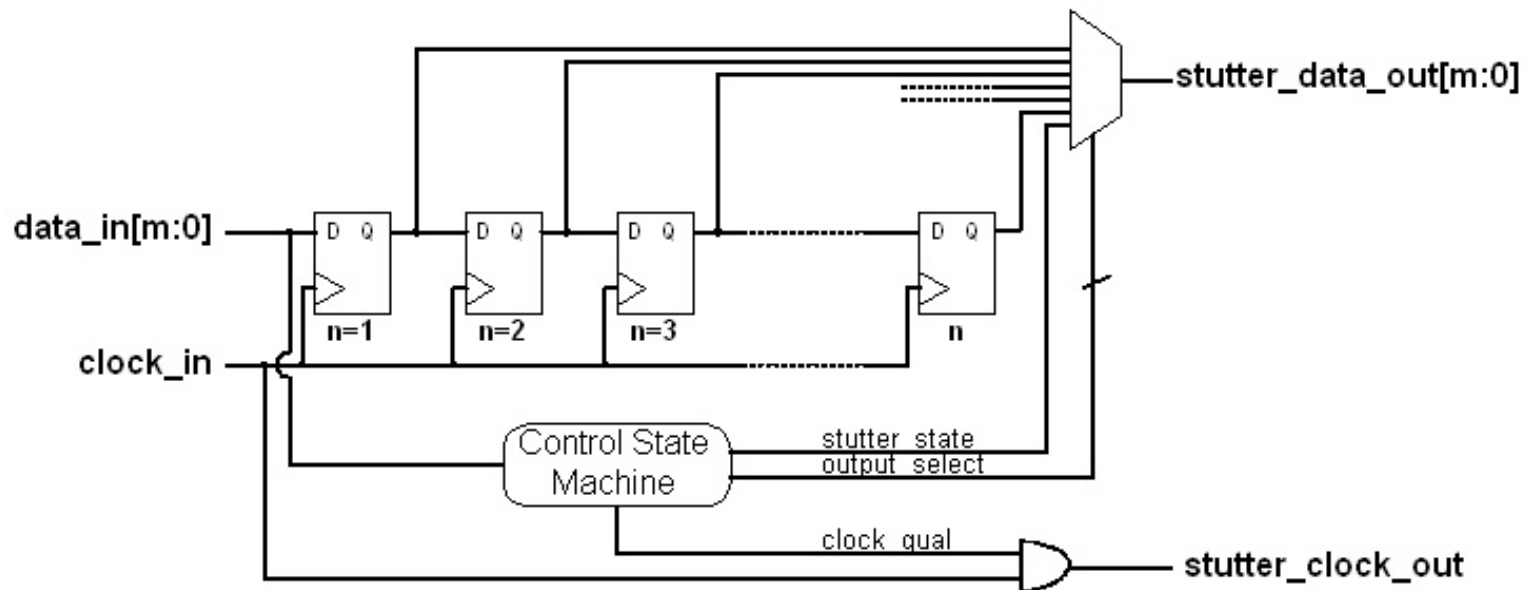 stutter_data_out[m:0]
data_in[m:0]
D Q
D Q
D Q
D Q
n=1
n=2
n=3
n
clock_in
Control State
Machine
stutter_state
output_select
clock_qual
stutter_clock_out